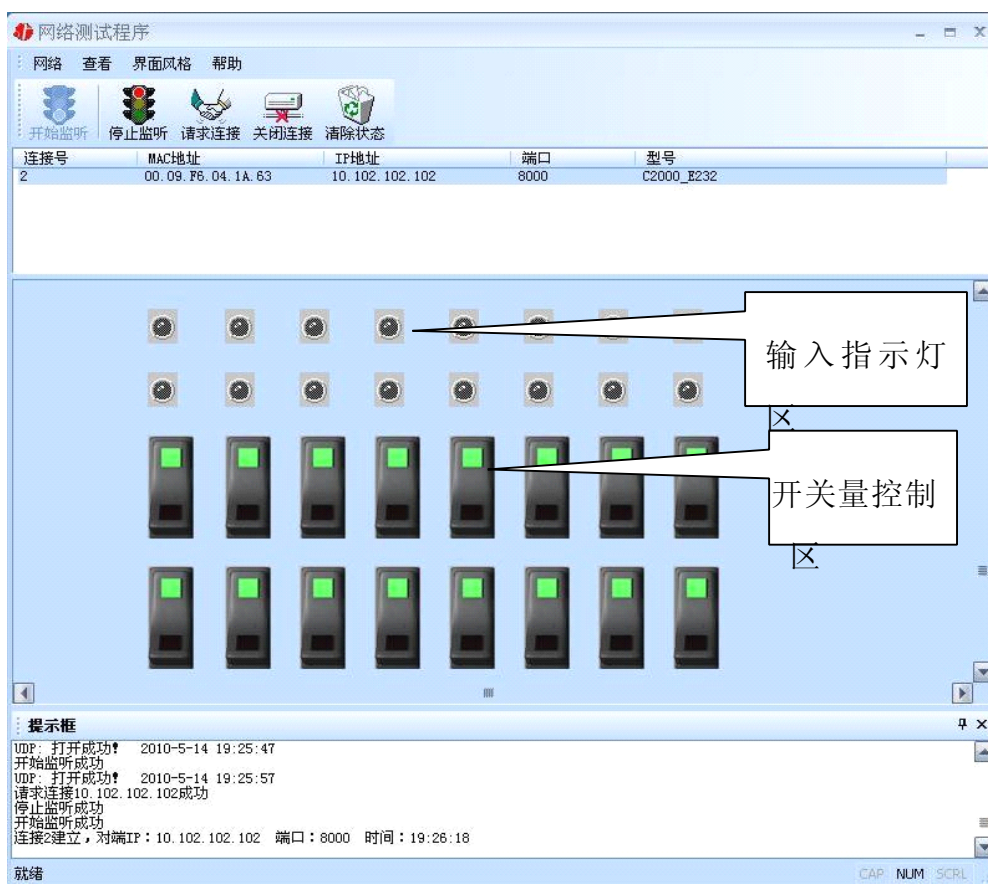 网络测试程序
网络 查看 界面风格 帮助
开始监听 停止监听 请求连接 关闭连接 清除状态
连接号 MAC地址 IP地址 端口 型号
2 00.09.F6.04.1A.63 10.102.102.102 8000 C2000_E232
输入指示灯
区
开关量控制
区
提示框
UDP: 打开成功! 2010-5-14 19:25:47
开始监听成功
UDP: 打开成功! 2010-5-14 19:25:57
请求连接10.102.102.102成功
停止监听成功
开始监听成功
连接2建立，对端IP：10.102.102.102 端口：8000 时间：19:26:18
就绪 CAP NUM SCRL